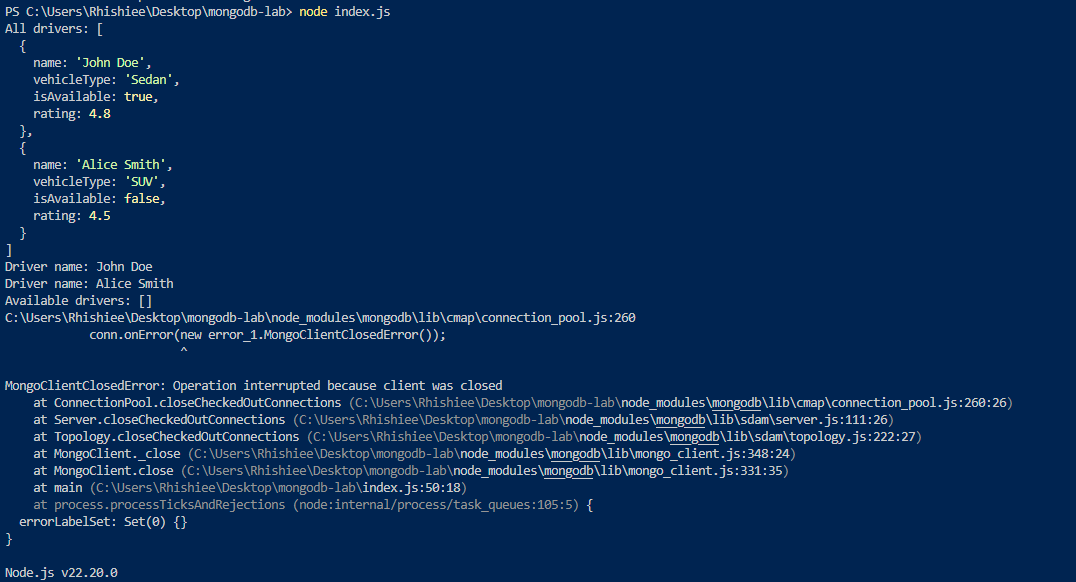 PS C:\Users\Rhishiee\Desktop\mongodb-lab> node index.js
All drivers: [
  {
    name: 'John Doe',
    vehicleType: 'Sedan',
    isAvailable: true,
    rating: 4.8
  },
  {
    name: 'Alice Smith',
    vehicleType: 'SUV',
    isAvailable: false,
    rating: 4.5
  }
]
Driver name: John Doe
Driver name: Alice Smith
Available drivers: []
C:\Users\Rhishiee\Desktop\mongodb-lab\node_modules\mongodb\lib\cmap\connection_pool.js:260
            conn.onError(new error_1.MongoClientClosedError());
                         ^
MongoClientClosedError: Operation interrupted because client was closed
    at ConnectionPool.closeCheckedOutConnections (C:\Users\Rhishiee\Desktop\mongodb-lab\node_modules\mongodb\lib\cmap\connection_pool.js:260:26)
    at Server.closeCheckedOutConnections (C:\Users\Rhishiee\Desktop\mongodb-lab\node_modules\mongodb\lib\sdam\server.js:111:26)
    at Topology.closeCheckedOutConnections (C:\Users\Rhishiee\Desktop\mongodb-lab\node_modules\mongodb\lib\sdam\topology.js:222:27)
    at MongoClient._close (C:\Users\Rhishiee\Desktop\mongodb-lab\node_modules\mongodb\lib\mongo_client.js:348:24)
    at MongoClient.close (C:\Users\Rhishiee\Desktop\mongodb-lab\node_modules\mongodb\lib\mongo_client.js:331:35)
    at main (C:\Users\Rhishiee\Desktop\mongodb-lab\index.js:50:18)
    at process.processTicksAndRejections (node:internal/process/task_queues:105:5) {
  errorLabelSet: Set(0) {}
}
Node.js v22.20.0